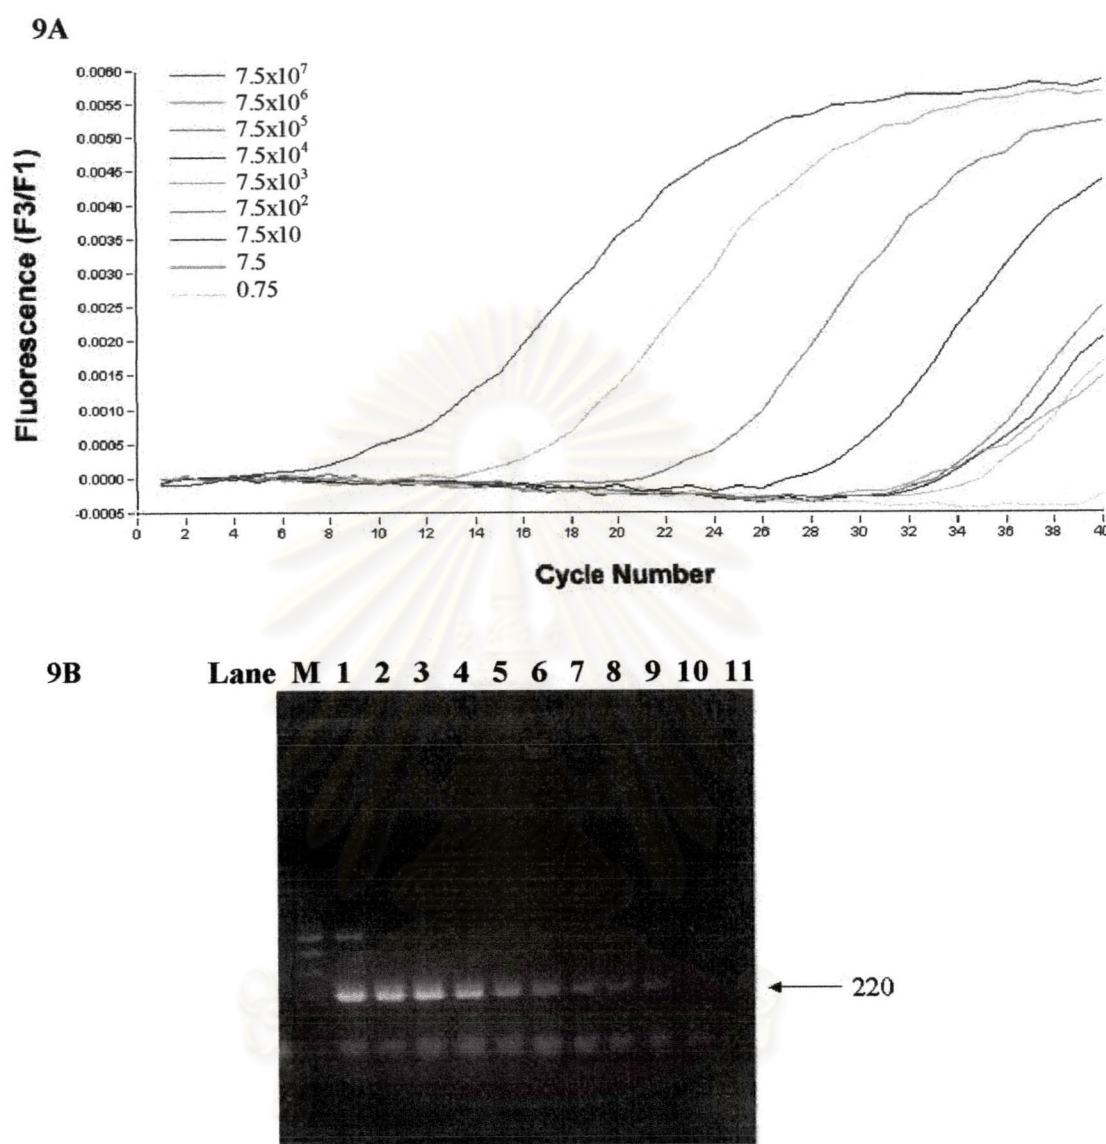 9A
Fluorescence (F3/F1)
0.0060
0.0055
0.0050
0.0045
0.0040
0.0035
0.0030
0.0025
0.0020
0.0015
0.0010
0.0005
0.0000
-0.0005
7.5x10⁷
7.5x10⁶
7.5x10⁵
7.5x10⁴
7.5x10³
7.5x10²
7.5x10
7.5
0.75
0 2 4 6 8 10 12 14 16 18 20 22 24 26 28 30 32 34 36 38 40
Cycle Number
9B
Lane M 1 2 3 4 5 6 7 8 9 10 11
220